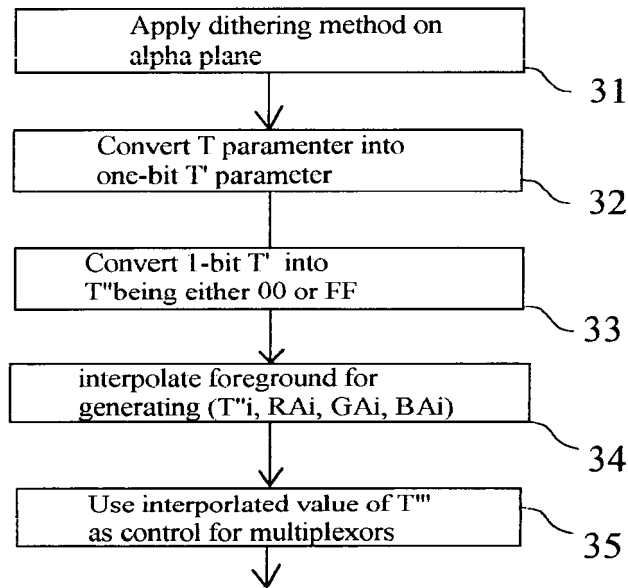 Apply dithering method on
alpha plane
31
Convert T paramenter into
one-bit T' parameter
32
Convert 1-bit T' into
T"being either 00 or FF
33
interpolate foreground for
generating (T"i, RAi, GAi, BAi)
34
Use interporlated value of T'''
as control for multiplexors
35